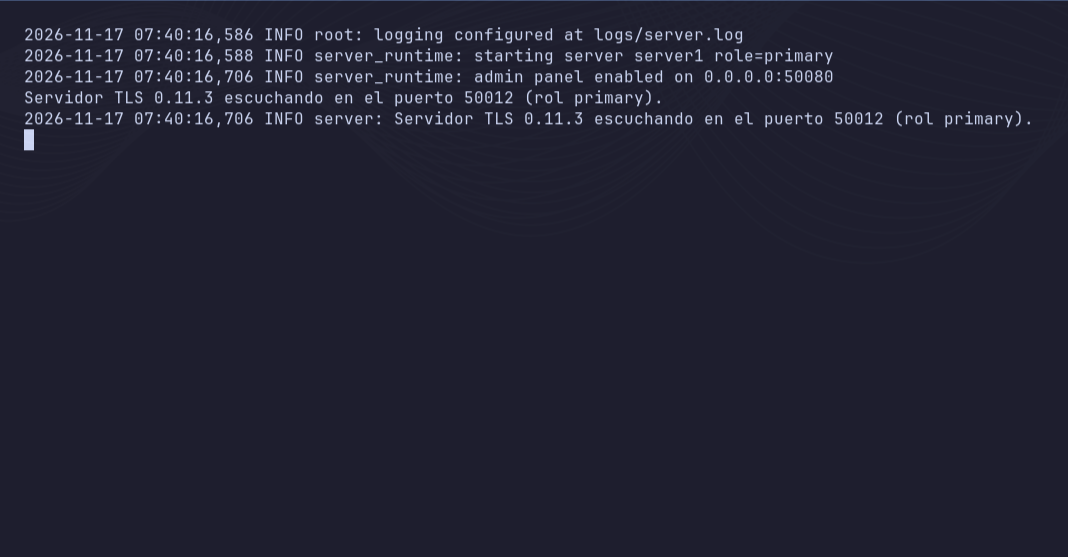 2026-11-17 07:40:16,586 INFO root: logging configured at logs/server.log
2026-11-17 07:40:16,588 INFO server_runtime: starting server server1 role=primary
2026-11-17 07:40:16,706 INFO server_runtime: admin panel enabled on 0.0.0.0:50080
Servidor TLS 0.11.3 escuchando en el puerto 50012 (rol primary).
2026-11-17 07:40:16,706 INFO server: Servidor TLS 0.11.3 escuchando en el puerto 50012 (rol primary).